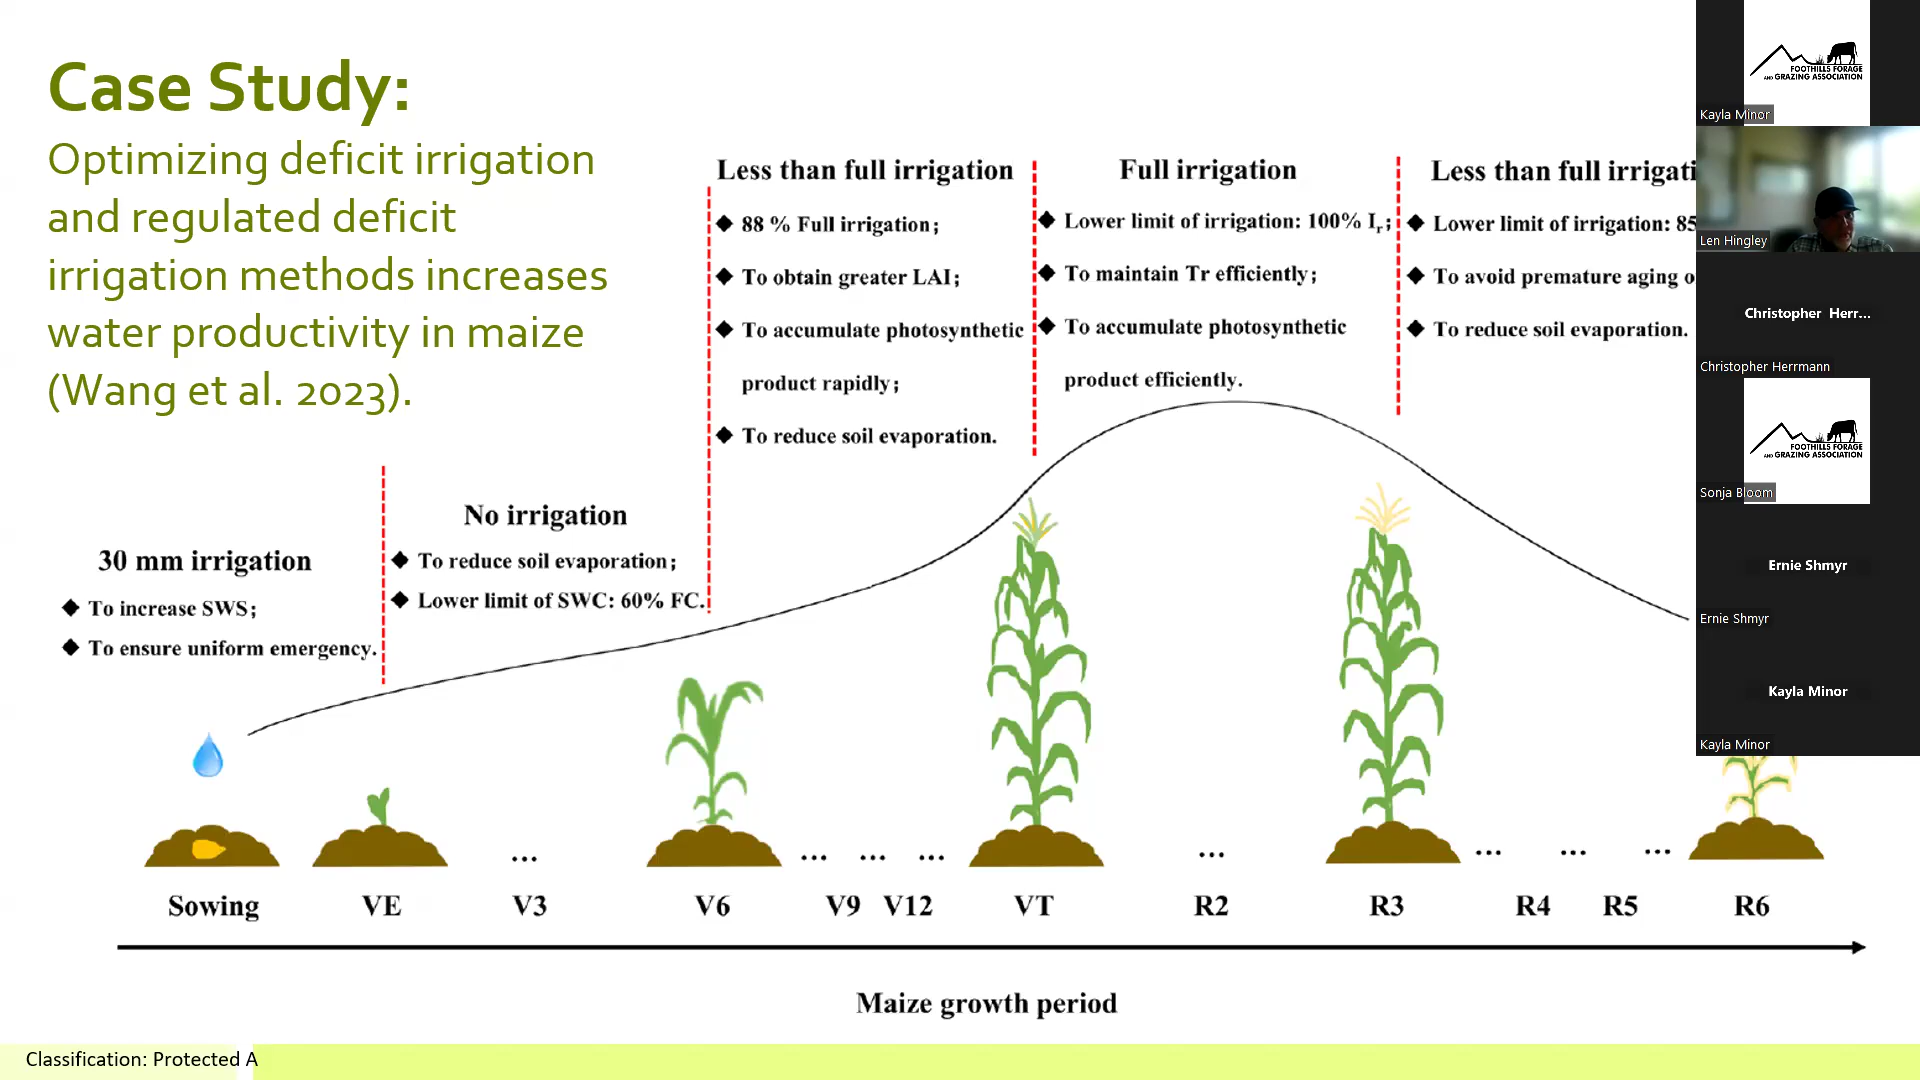 Case Study:
Optimizing deficit irrigation
and regulated deficit
irrigation methods increases
water productivity in maize
(Wang et al. 2023).
30 mm irrigation
◆ To increase SWS;
◆ To ensure uniform emergency.
No irrigation
◆ To reduce soil evaporation;
◆ Lower limit of SWC: 60% FC.
Less than full irrigation
◆ 88 % Full irrigation;
◆ To obtain greater LAI;
◆ To accumulate photosynthetic
product rapidly;
◆ To reduce soil evaporation.
Full irrigation
◆ Lower limit of irrigation: 100% Ir;
◆ To maintain Tr efficiently;
◆ To accumulate photosynthetic
product efficiently.
Less than full irrigati
◆ Lower limit of irrigation: 85
◆ To avoid premature aging o
◆ To reduce soil evaporation.
Sowing VE ... V3 V6 ... ... ... V9 V12 VT ... R2 R3 ... ... ... R4 R5 R6
Maize growth period
Classification: Protected A
FOOTHILLS FORAGE
AND GRAZING ASSOCIATION
Kayla Minor
Len Hingley
Christopher Herr...
Christopher Herrmann
FOOTHILLS FORAGE
AND GRAZING ASSOCIATION
Sonja Bloom
Ernie Shmyr
Ernie Shmyr
Kayla Minor
Kayla Minor